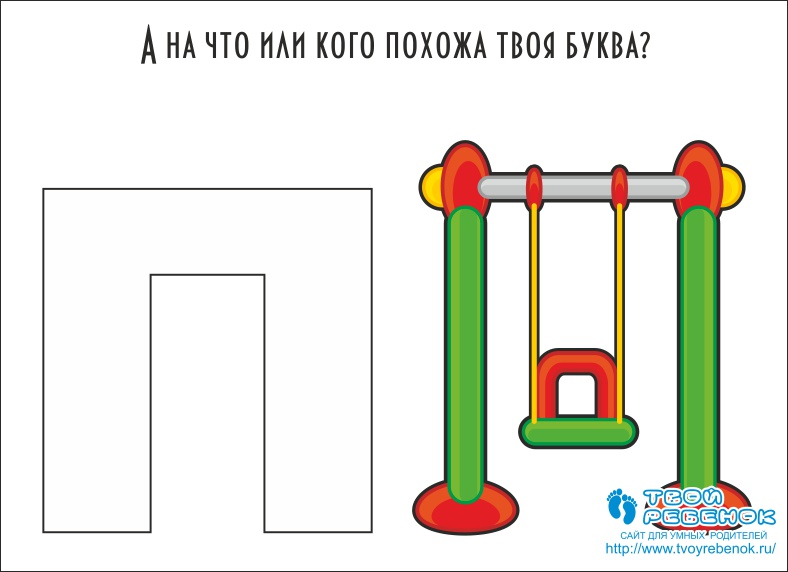 А НА ЧТО ИЛИ КОГО ПОХОЖА ТВОЯ БУКВА?
П
ТВОЙ
РЕБЕНОК
САЙТ ДЛЯ УМНЫХ РОДИТЕЛЕЙ
http://www.tvoyrebenok.ru/